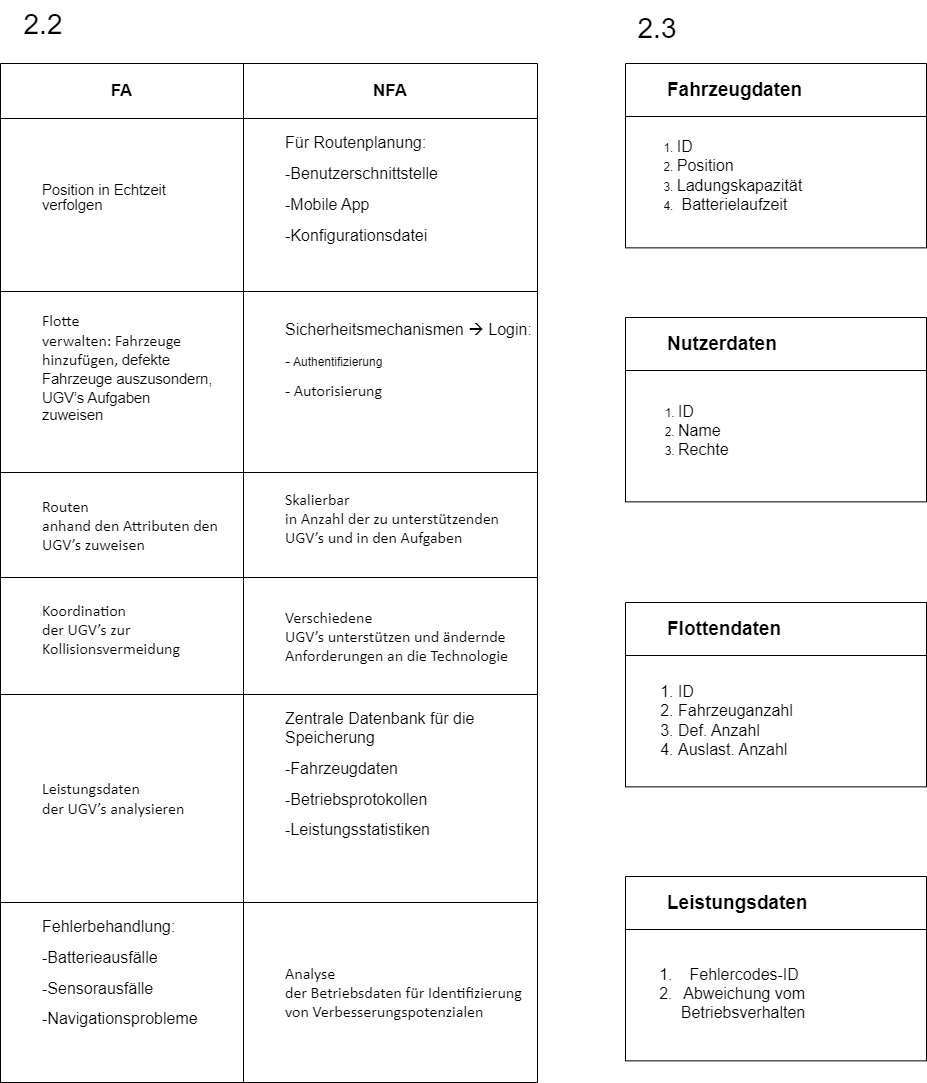 2.2
FA
NFA
Position in Echtzeit
verfolgen
Für Routenplanung:
-Benutzerschnittstelle
-Mobile App
-Konfigurationsdatei
Flotte
verwalten: Fahrzeuge
hinzufügen, defekte
Fahrzeuge auszusondern,
UGV's Aufgaben
zuweisen
Sicherheitsmechanismen → Login:
- Authentifizierung
- Autorisierung
Routen
anhand den Attributen den
UGV's zuweisen
Skalierbar
in Anzahl der zu unterstützenden
UGV's und in den Aufgaben
Koordination
der UGV's zur
Kollisionsvermeidung
Verschiedene
UGV's unterstützen und ändernde
Anforderungen an die Technologie
Leistungsdaten
der UGV's analysieren
Zentrale Datenbank für die
Speicherung
-Fahrzeugdaten
-Betriebsprotokollen
-Leistungsstatistiken
Fehlerbehandlung:
-Batterieausfälle
-Sensorausfälle
-Navigationsprobleme
Analyse
der Betriebsdaten für Identifizierung
von Verbesserungspotenzialen
2.3
Fahrzeugdaten
1. ID
2. Position
3. Ladungskapazität
4. Batterielaufzeit
Nutzerdaten
1. ID
2. Name
3. Rechte
Flottendaten
1. ID
2. Fahrzeuganzahl
3. Def. Anzahl
4. Auslast. Anzahl
Leistungsdaten
1. Fehlercodes-ID
2. Abweichung vom
Betriebsverhalten